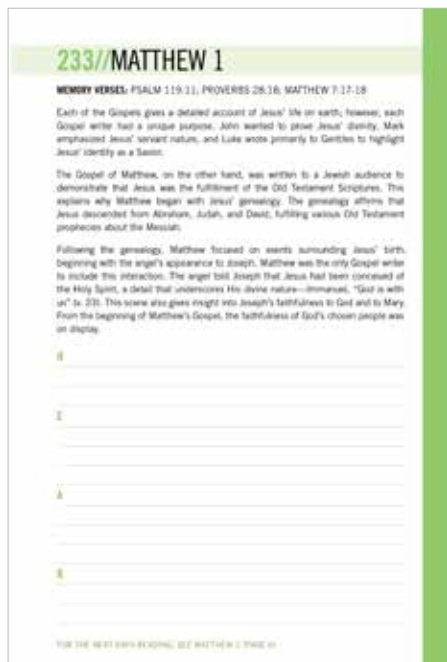 233//MATTHEW 1
MEMORY VERSES: PSALM 119:11; PROVERBS 28:18; MATTHEW 7:17-18
Each of the Gospels gives a detailed account of Jesus' life on earth; however, each
Gospel writer had a unique purpose. John wanted to prove Jesus' divinity, Mark
emphasized Jesus' servant nature, and Luke wrote primarily to Gentiles to highlight
Jesus' identity as a Savior.
The Gospel of Matthew, on the other hand, was written to a Jewish audience to
demonstrate that Jesus was the fulfillment of the Old Testament Scriptures. This
explains why Matthew began with Jesus' genealogy. The genealogy affirms that
Jesus descended from Abraham, Judah, and David, fulfilling various Old Testament
prophecies about the Messiah.
Following the genealogy, Matthew focused on events surrounding Jesus' birth,
beginning with the angel's appearance to Joseph. Matthew was the only Gospel writer
to include this interaction. The angel told Joseph that Jesus had been conceived of
the Holy Spirit, a detail that underscores His divine nature—Immanuel, "God is with
us" (v. 23). This scene also gives insight into Joseph's faithfulness to God and to Mary.
From the beginning of Matthew's Gospel, the faithfulness of God's chosen people was
on display.
H
E
A
R
FOR THE NEXT DAY'S READING, SEE MATTHEW 2 (PAGE